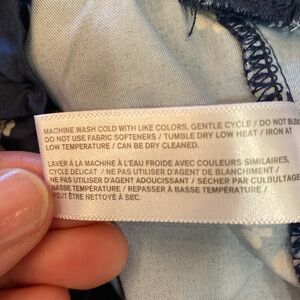 MACHINE WASH COLD WITH LIKE COLORS, GENTLE CYCLE / DO NOT BLE
DO NOT USE FABRIC SOFTENERS / TUMBLE DRY LOW HEAT / IRON AT
LOW TEMPERATURE / CAN BE DRY CLEANED.
LAVER À LA MACHINE À L'EAU FROIDE AVEC COULEURS SIMILAIRES,
CYCLE DÉLICAT / NE PAS UTILISER D'AGENT DE BLANCHIMENT /
NE PAS UTILISER D'AGENT ADOUCISSANT / SÉCHER PAR CULBUTAGE
BASSE TEMPÉRATURE / REPASSER À BASSE TEMPÉRATURE /
PEUT ÊTRE NETTOYÉ À SEC.